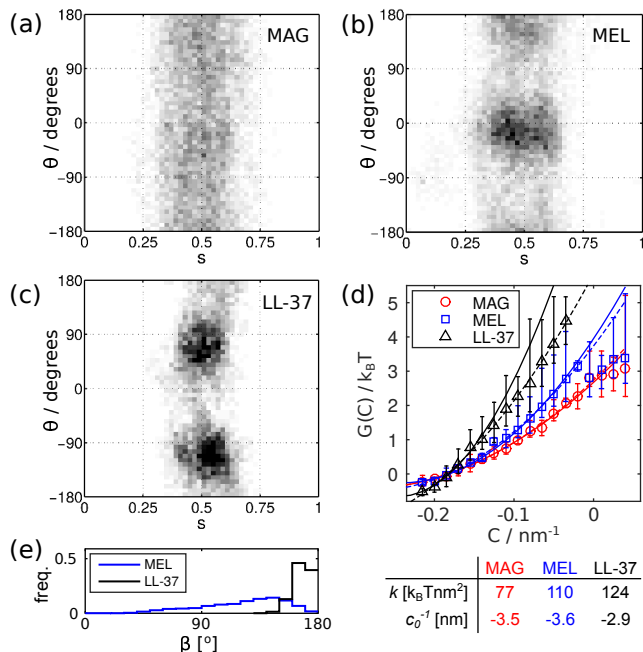 (a)
MAG
θ / degrees
180
90
0
−90
−180
0
0.25
0.5
0.75
1
s
(b)
MEL
θ / degrees
180
90
0
−90
−180
0
0.25
0.5
0.75
1
s
(c)
LL-37
θ / degrees
180
90
0
−90
−180
0
0.25
0.5
0.75
1
s
(d)
MAG
MEL
LL-37
G(C) / kBT
5
4
3
2
1
0
-0.2
-0.1
0
C / nm⁻¹
(e)
MEL
LL-37
freq.
0.5
0
0
90
180
β [°]
MAG MEL LL-37
k [kBTnm²] 77 110 124
c₀⁻¹ [nm] -3.5 -3.6 -2.9